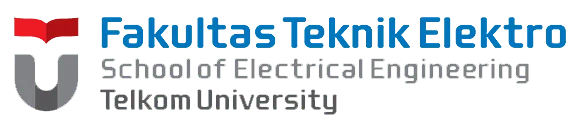 Fakultas Teknik Elektro
School of Electrical Engineering
Telkom University